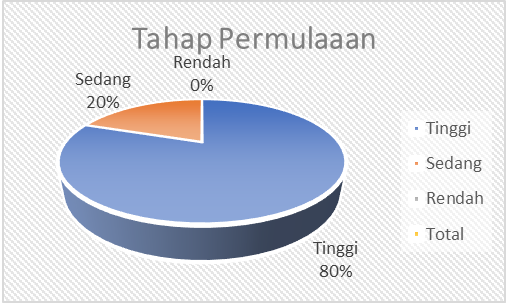 Tahap Permulaaan
Rendah
0%
Sedang
20%
Tinggi
80%
Tinggi
Sedang
Rendah
Total